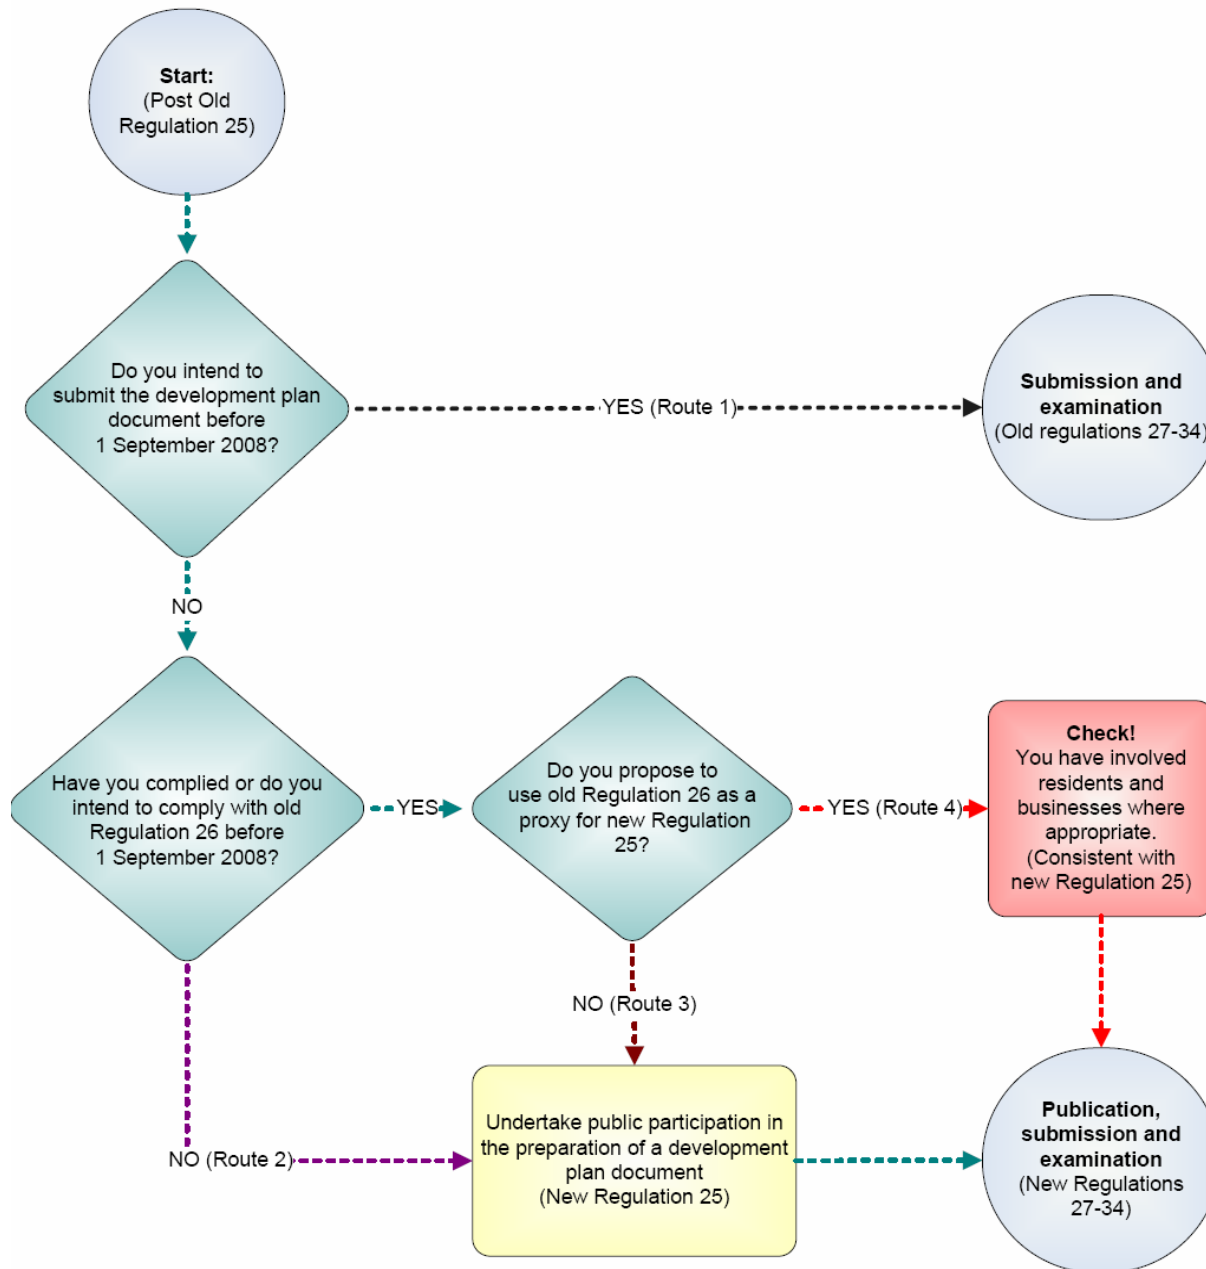 Start:
(Post Old
Regulation 25)
Do you intend to
submit the development plan
document before
1 September 2008?
YES (Route 1)
Submission and
examination
(Old regulations 27-34)
NO
Have you complied or do you
intend to comply with old
Regulation 26 before
1 September 2008?
YES
Do you propose to
use old Regulation 26 as a
proxy for new Regulation
25?
YES (Route 4)
Check!
You have involved
residents and
businesses where
appropriate.
(Consistent with
new Regulation 25)
NO (Route 3)
NO (Route 2)
Undertake public participation in
the preparation of a development
plan document
(New Regulation 25)
Publication,
submission and
examination
(New Regulations
27-34)